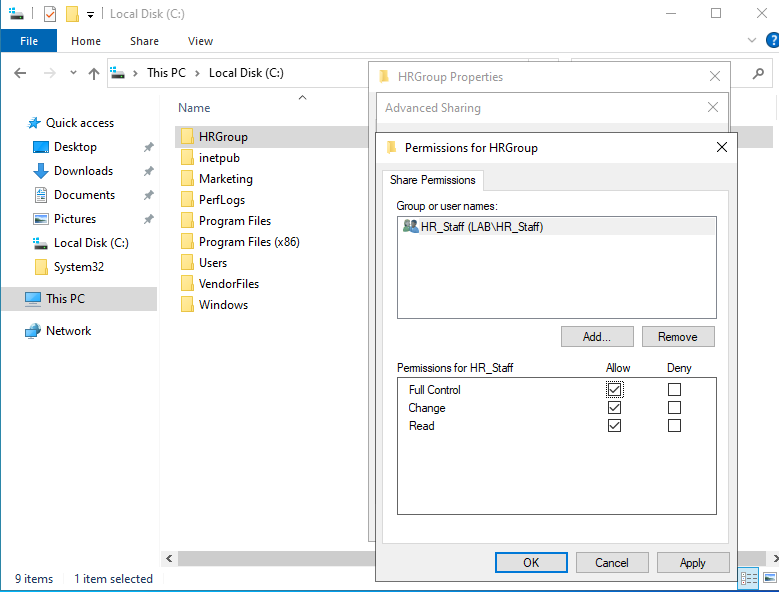 Local Disk (C:)
File Home Share View
This PC Local Disk (C:)
Name
Quick access
Desktop
Downloads
Documents
Pictures
Local Disk (C:)
System32
This PC
Network
HRGroup
inetpub
Marketing
PerfLogs
Program Files
Program Files (x86)
Users
VendorFiles
Windows
9 items 1 item selected
HRGroup Properties
Advanced Sharing
Permissions for HRGroup
Share Permissions
Group or user names:
HR_Staff (LAB\HR_Staff)
Add... Remove
Permissions for HR_Staff Allow Deny
Full Control
Change
Read
OK Cancel Apply